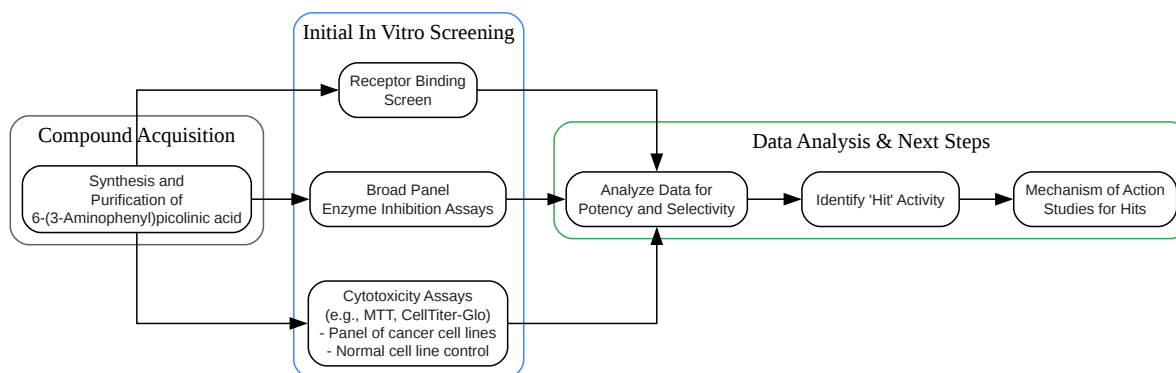 Compound Acquisition
Synthesis and
Purification of
6-(3-Aminophenyl)picolinic acid
Initial In Vitro Screening
Receptor Binding
Screen
Broad Panel
Enzyme Inhibition Assays
Cytotoxicity Assays
(e.g., MTT, CellTiter-Glo)
- Panel of cancer cell lines
- Normal cell line control
Data Analysis & Next Steps
Analyze Data for
Potency and Selectivity
Identify 'Hit' Activity
Mechanism of Action
Studies for Hits